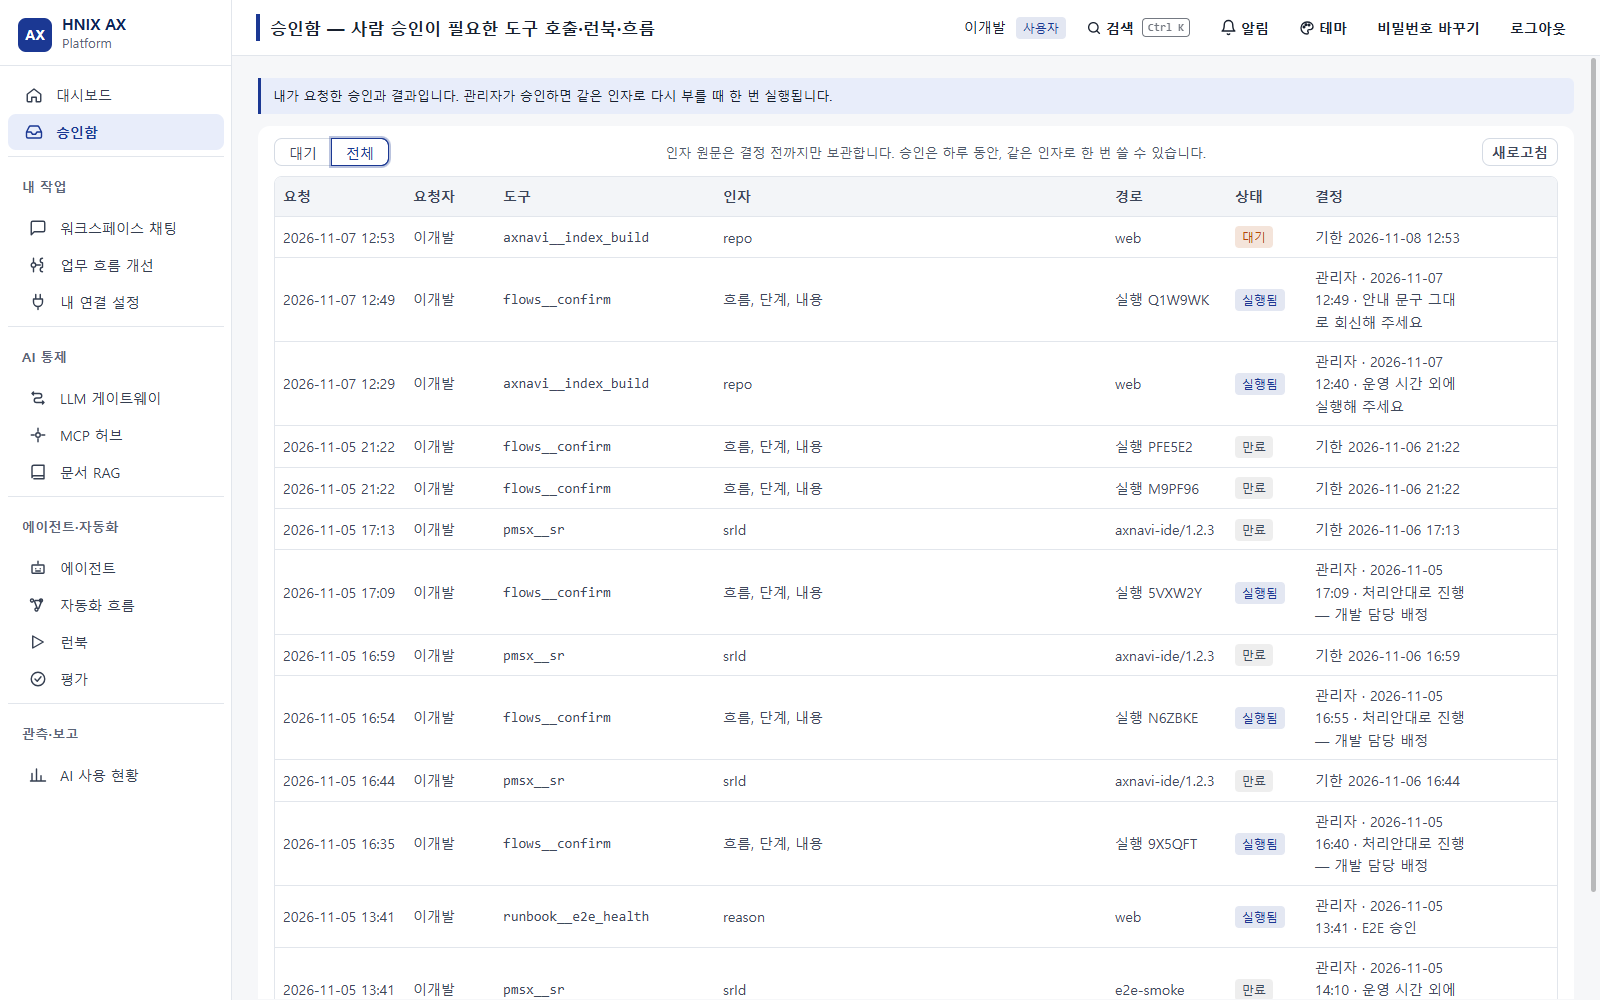 AX
HNIX AX
Platform
승인함 — 사람 승인이 필요한 도구 호출·런북·흐름
이개발 사용자 검색 Ctrl K 알림 테마 비밀번호 바꾸기 로그아웃
대시보드
승인함
내 작업
워크스페이스 채팅
업무 흐름 개선
내 연결 설정
AI 통제
LLM 게이트웨이
MCP 허브
문서 RAG
에이전트·자동화
에이전트
자동화 흐름
런북
평가
관측·보고
AI 사용 현황
내가 요청한 승인과 결과입니다. 관리자가 승인하면 같은 인자로 다시 부를 때 한 번 실행됩니다.
대기 전체 인자 원문은 결정 전까지만 보관합니다. 승인은 하루 동안, 같은 인자로 한 번 쓸 수 있습니다. 새로고침
요청 요청자 도구 인자 경로 상태 결정
2026-11-07 12:53 이개발 axnavi__index_build repo web 대기 기한 2026-11-08 12:53
2026-11-07 12:49 이개발 flows__confirm 흐름, 단계, 내용 실행 Q1W9WK 실행됨 관리자 · 2026-11-07
12:49 · 안내 문구 그대
로 회신해 주세요
2026-11-07 12:29 이개발 axnavi__index_build repo web 실행됨 관리자 · 2026-11-07
12:40 · 운영 시간 외에
실행해 주세요
2026-11-05 21:22 이개발 flows__confirm 흐름, 단계, 내용 실행 PFE5E2 만료 기한 2026-11-06 21:22
2026-11-05 21:22 이개발 flows__confirm 흐름, 단계, 내용 실행 M9PF96 만료 기한 2026-11-06 21:22
2026-11-05 17:13 이개발 pmsx__sr srId axnavi-ide/1.2.3 만료 기한 2026-11-06 17:13
2026-11-05 17:09 이개발 flows__confirm 흐름, 단계, 내용 실행 5VXW2Y 실행됨 관리자 · 2026-11-05
17:09 · 처리안대로 진행
— 개발 담당 배정
2026-11-05 16:59 이개발 pmsx__sr srId axnavi-ide/1.2.3 만료 기한 2026-11-06 16:59
2026-11-05 16:54 이개발 flows__confirm 흐름, 단계, 내용 실행 N6ZBKE 실행됨 관리자 · 2026-11-05
16:55 · 처리안대로 진행
— 개발 담당 배정
2026-11-05 16:44 이개발 pmsx__sr srId axnavi-ide/1.2.3 만료 기한 2026-11-06 16:44
2026-11-05 16:35 이개발 flows__confirm 흐름, 단계, 내용 실행 9X5QFT 실행됨 관리자 · 2026-11-05
16:40 · 처리안대로 진행
— 개발 담당 배정
2026-11-05 13:41 이개발 runbook__e2e_health reason web 실행됨 관리자 · 2026-11-05
13:41 · E2E 승인
2026-11-05 13:41 이개발 pmsx__sr srId e2e-smoke 만료 관리자 · 2026-11-05
14:10 · 운영 시간 외에